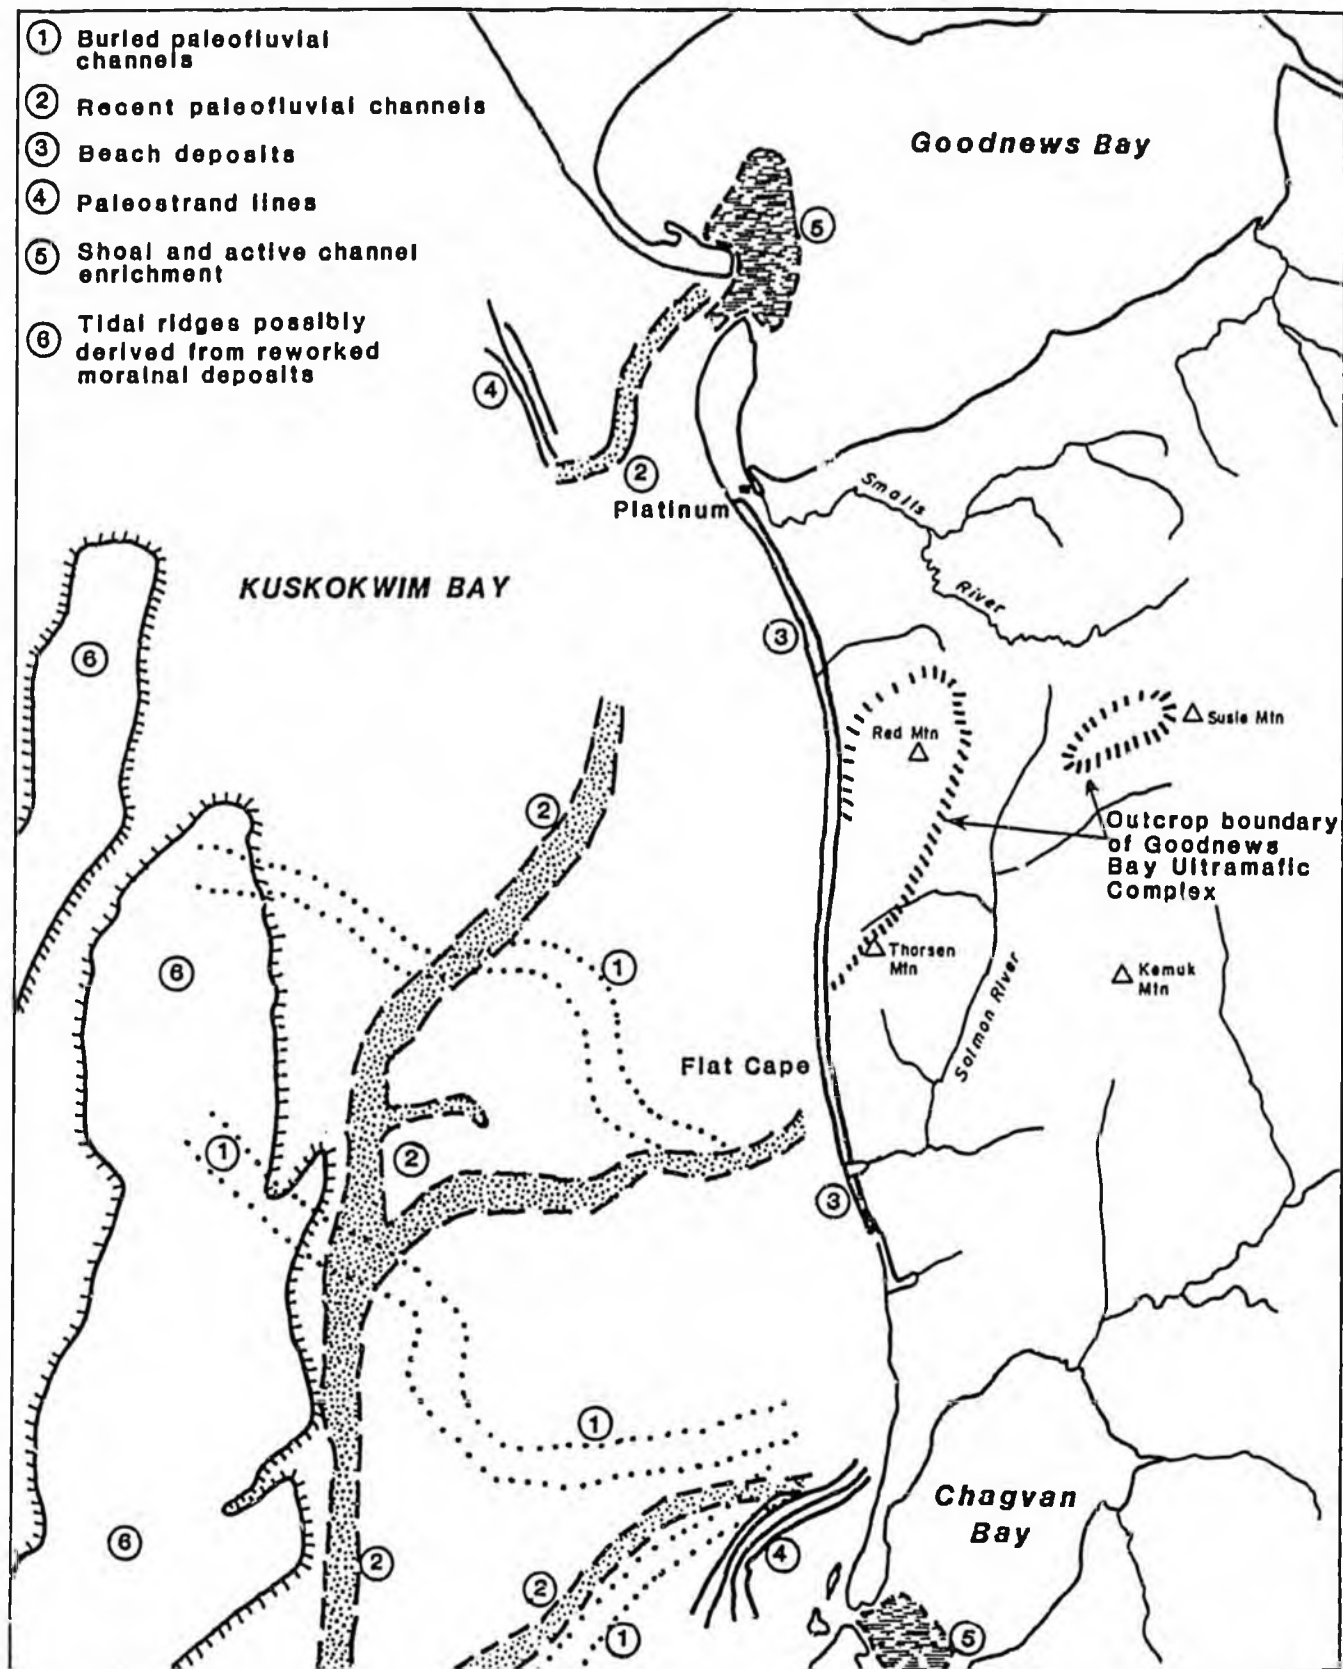 ① Buried paleofluvial
channels
② Recent paleofluvial channels
③ Beach deposits
④ Paleostrand lines
⑤ Shoal and active channel
enrichment
⑥ Tidal ridges possibly
derived from reworked
morainal deposits
Goodnews Bay
⑤
④
②
Platinum
Smalls
River
KUSKOKWIM BAY
③
⑥
Red Mtn
Susie Mtn
②
Outcrop boundary
of Goodnews
Bay Ultramafic
Complex
①
⑥
Thorsen
Mtn
Kemuk
Mtn
Salmon River
Flat Cape
①
②
③
①
Chagvan
Bay
⑥
②
②
④
①
⑤